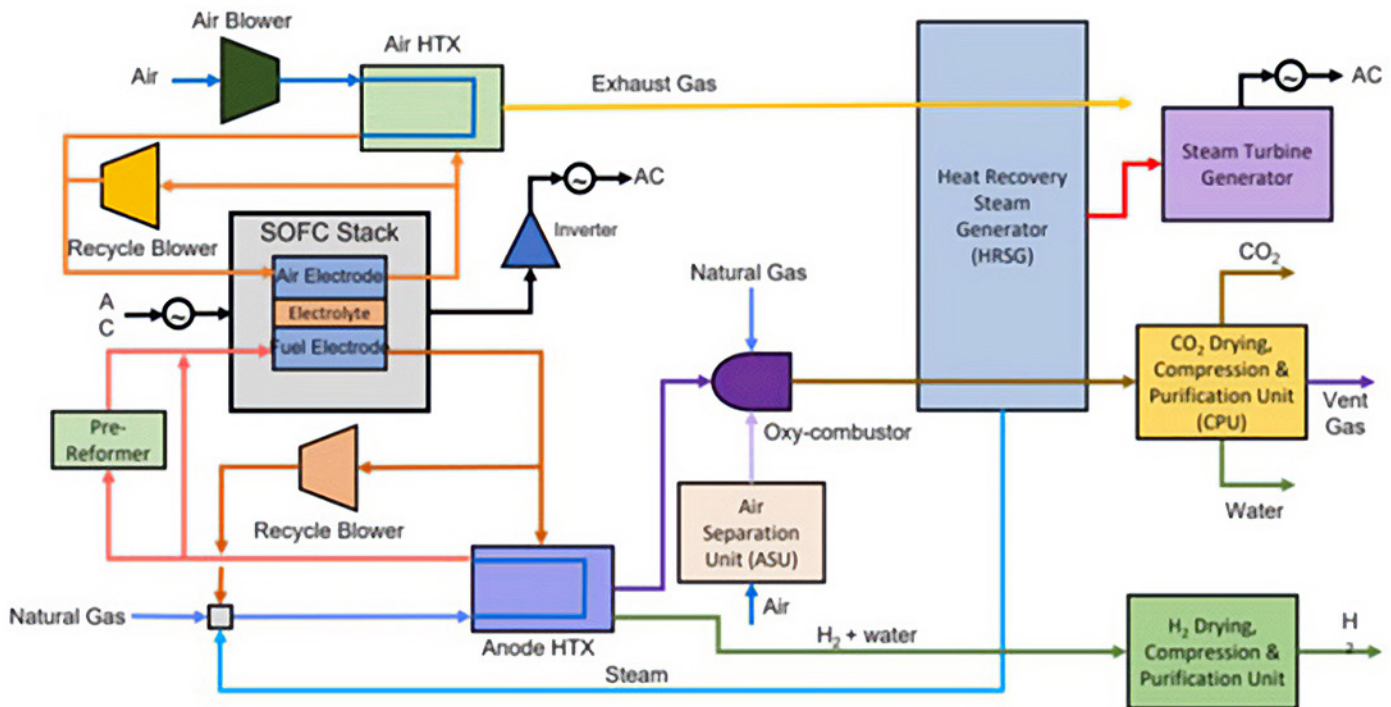 Air Blower
Air HTX
Air
Exhaust Gas
AC
Steam Turbine
Generator
Heat Recovery
Steam
Generator
(HRSG)
AC
Inverter
Recycle Blower
SOFC Stack
Air Electrode
Electrolyte
Fuel Electrode
A
C
Natural Gas
CO₂
CO₂ Drying,
Compression &
Purification Unit
(CPU)
Vent
Gas
Water
Oxy-combustor
Pre-
Reformer
Recycle Blower
Air
Separation
Unit (ASU)
Air
Natural Gas
Anode HTX
H₂ + water
Steam
H₂ Drying,
Compression &
Purification Unit
H
2
~
~
~